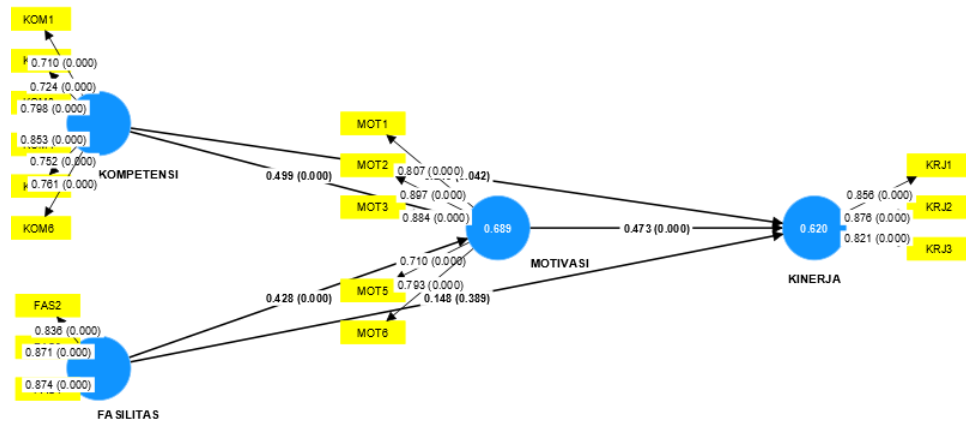 KOM1
0.710 (0.000)
0.724 (0.000)
0.798 (0.000)
0.853 (0.000)
0.752 (0.000)
0.761 (0.000)
KOM6
KOMPETENSI
FAS2
0.836 (0.000)
0.871 (0.000)
0.874 (0.000)
FASILITAS
0.499 (0.000)
0.428 (0.000)
MOT1
MOT2
MOT3
MOT5
MOT6
0.807 (0.000)
0.897 (0.000)
0.884 (0.000)
0.710 (0.000)
0.793 (0.000)
0.689
MOTIVASI
0.473 (0.000)
0.148 (0.389)
0.620
KINERJA
0.856 (0.000)
0.876 (0.000)
0.821 (0.000)
KRJ1
KRJ2
KRJ3